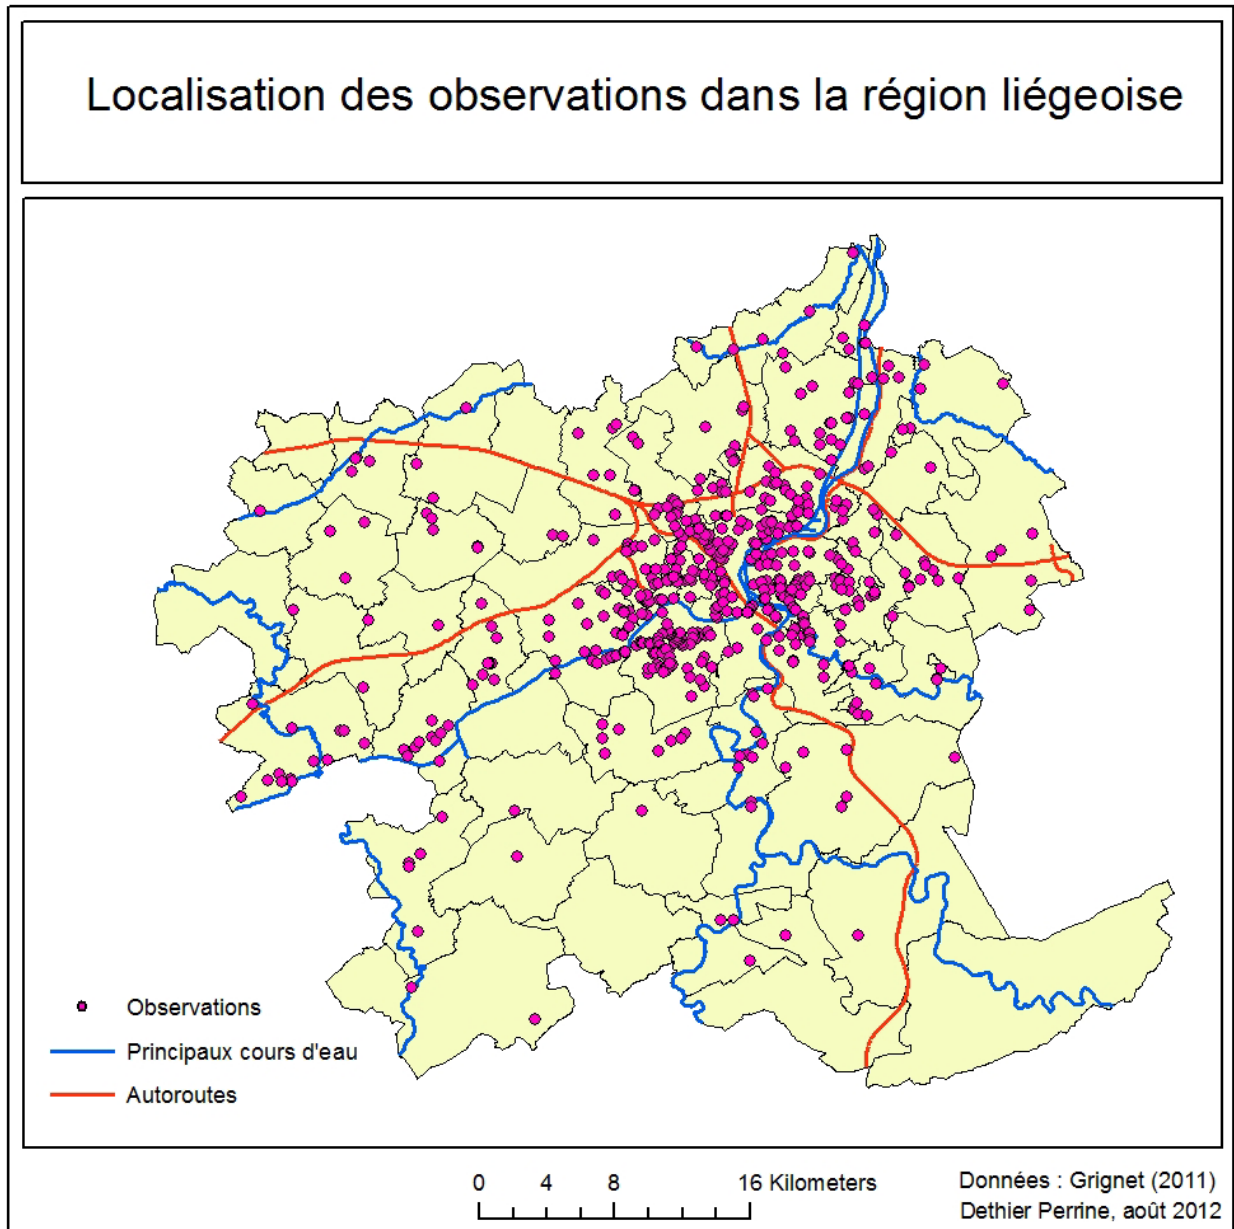 Localisation des observations dans la région liégeoise
Observations
Principaux cours d'eau
Autoroutes
0 4 8 16 Kilometers
Données : Grignet (2011)
Dethier Perrine, août 2012